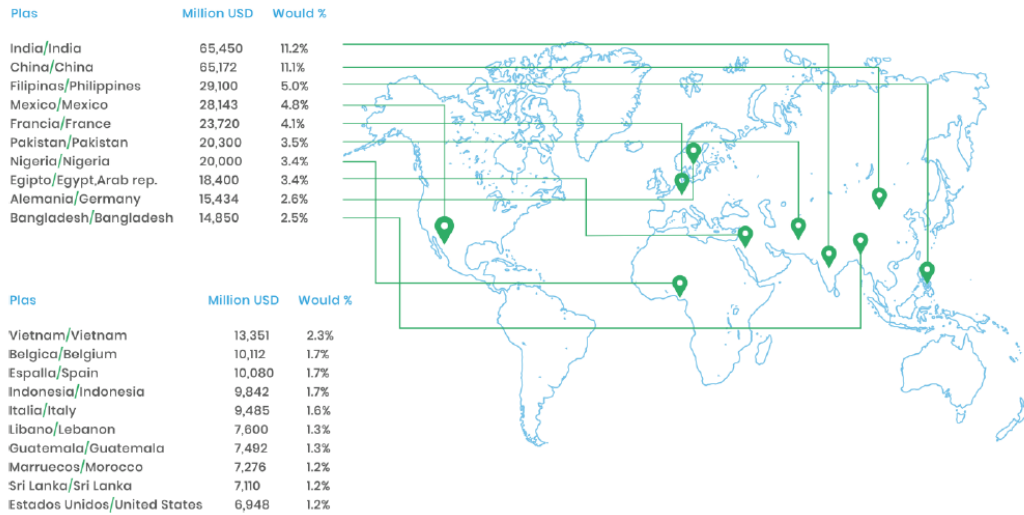 Plas Million USD Would %
India/India 65,450 11.2%
China/China 65,172 11.1%
Filipinas/Philippines 29,100 5.0%
Mexico/Mexico 28,143 4.8%
Francia/France 23,720 4.1%
Pakistan/Pakistan 20,300 3.5%
Nigeria/Nigeria 20,000 3.4%
Egipto/Egypt,Arab rep. 18,400 3.4%
Alemania/Germany 15,434 2.6%
Bangladesh/Bangladesh 14,850 2.5%
Plas Million USD Would %
Vietnam/Vietnam 13,351 2.3%
Belgica/Belgium 10,112 1.7%
Espalla/Spain 10,080 1.7%
Indonesia/Indonesia 9,842 1.7%
Italia/Italy 9,485 1.6%
Libano/Lebanon 7,600 1.3%
Guatemala/Guatemala 7,492 1.3%
Marruecos/Morocco 7,276 1.2%
Sri Lanka/Sri Lanka 7,110 1.2%
Estados Unidos/United States 6,948 1.2%